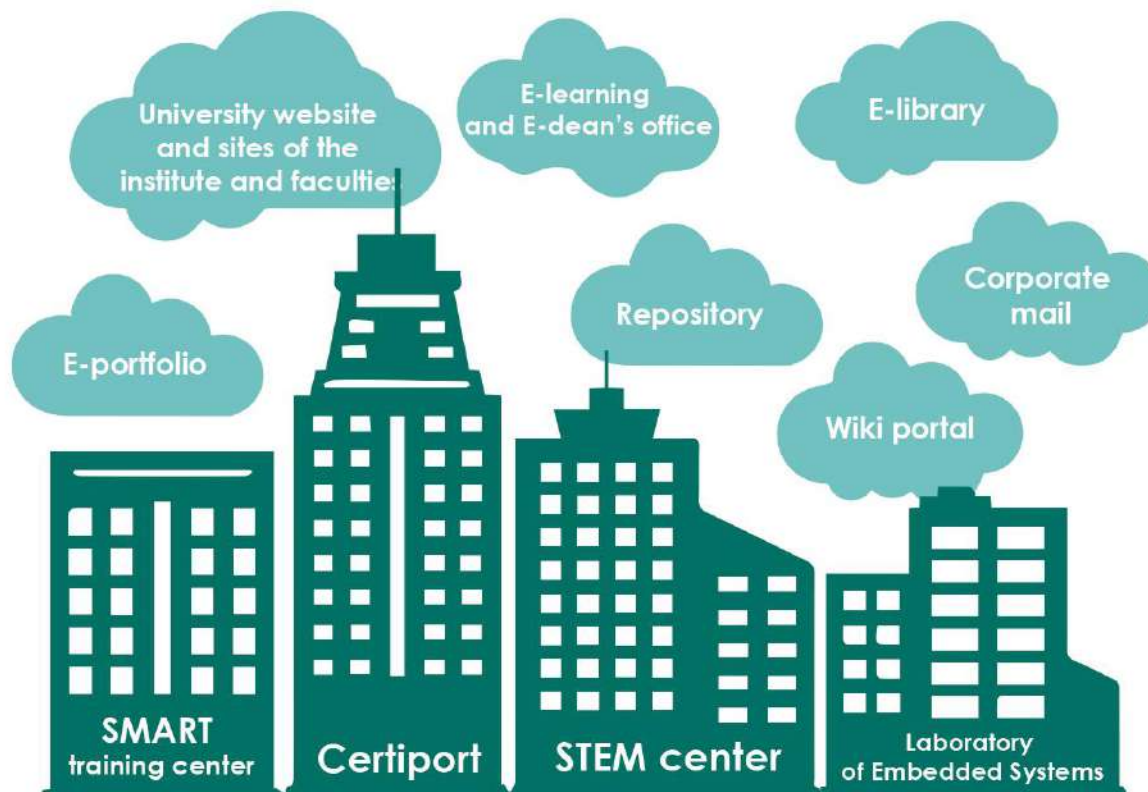 University website
and sites of the
institute and faculties
E-learning
and E-dean's office
E-library
Corporate
mail
Repository
E-portfolio
Wiki portal
SMART
training center
Certiport
STEM center
Laboratory
of Embedded Systems